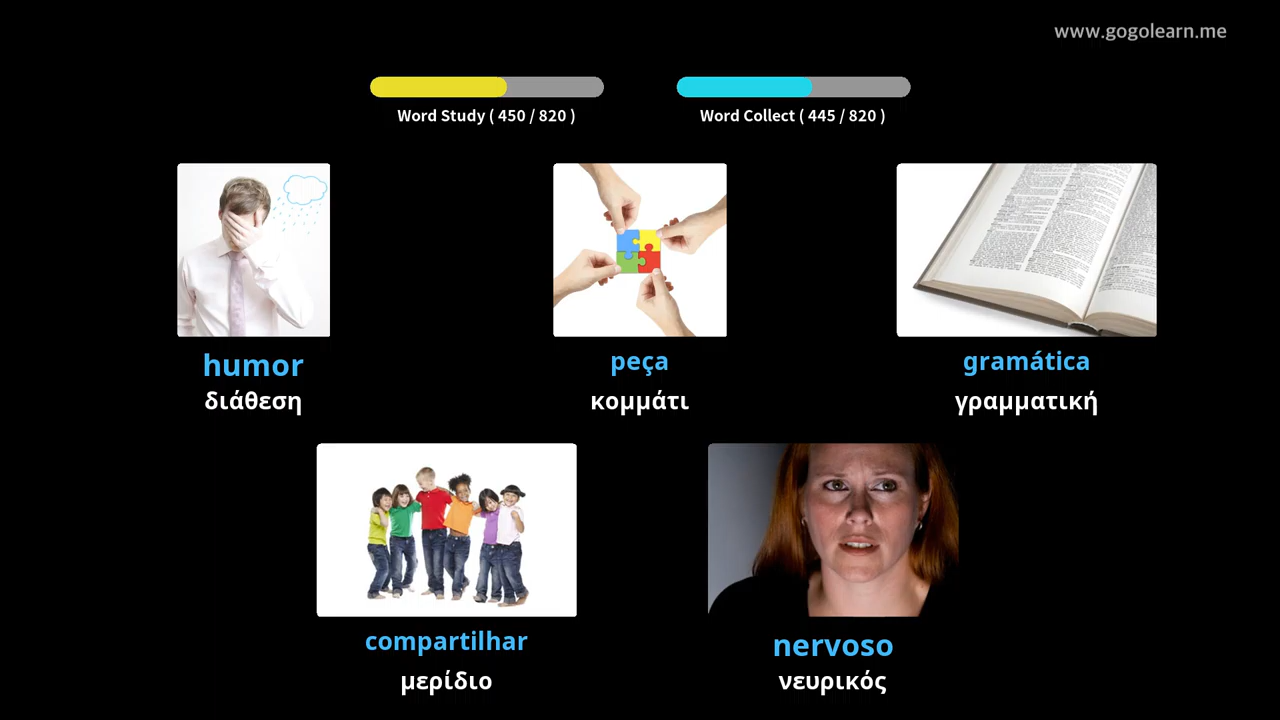 www.gogolearn.me
Word Study ( 450 / 820 )
Word Collect ( 445 / 820 )
humor
διάθεση
peça
κομμάτι
gramática
γραμματική
compartilhar
μερίδιο
nervoso
νευρικός